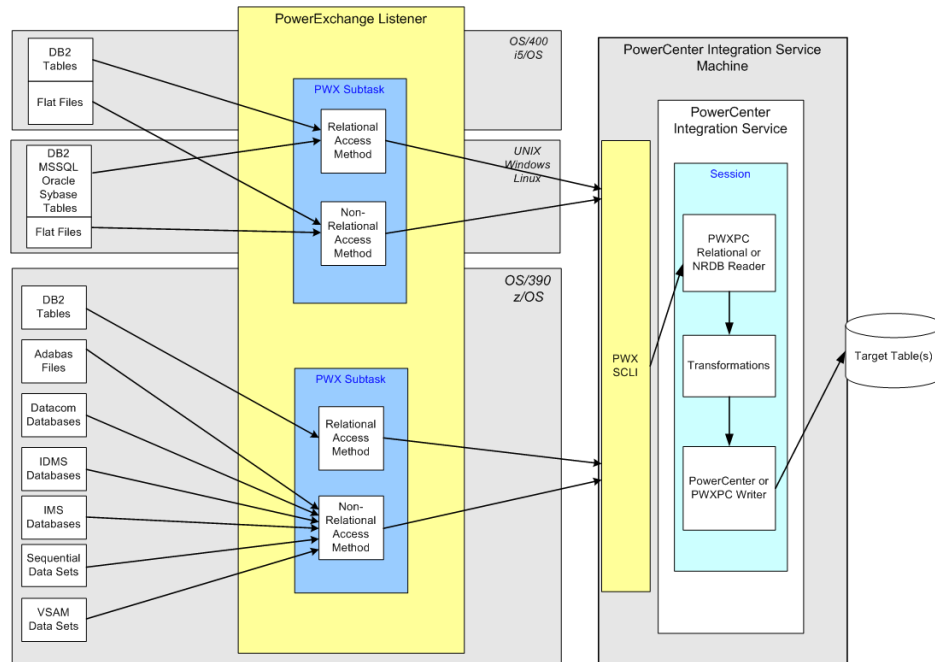 PowerExchange Listener
OS/400
i5/OS
DB2
Tables
Flat Files
PWX Subtask
Relational
Access
Method
UNIX
Windows
Linux
DB2
MSSQL
Oracle
Sybase
Tables
Flat Files
Non-
Relational
Access
Method
OS/390
z/OS
DB2
Tables
Adabas
Files
Datacom
Databases
IDMS
Databases
IMS
Databases
Sequential
Data Sets
VSAM
Data Sets
PWX Subtask
Relational
Access
Method
Non-
Relational
Access
Method
PowerCenter Integration Service
Machine
PWX
SCLI
PowerCenter
Integration Service
Session
PWXPC
Relational or
NRDB Reader
Transformations
PowerCenter or
PWXPC Writer
Target Table(s)